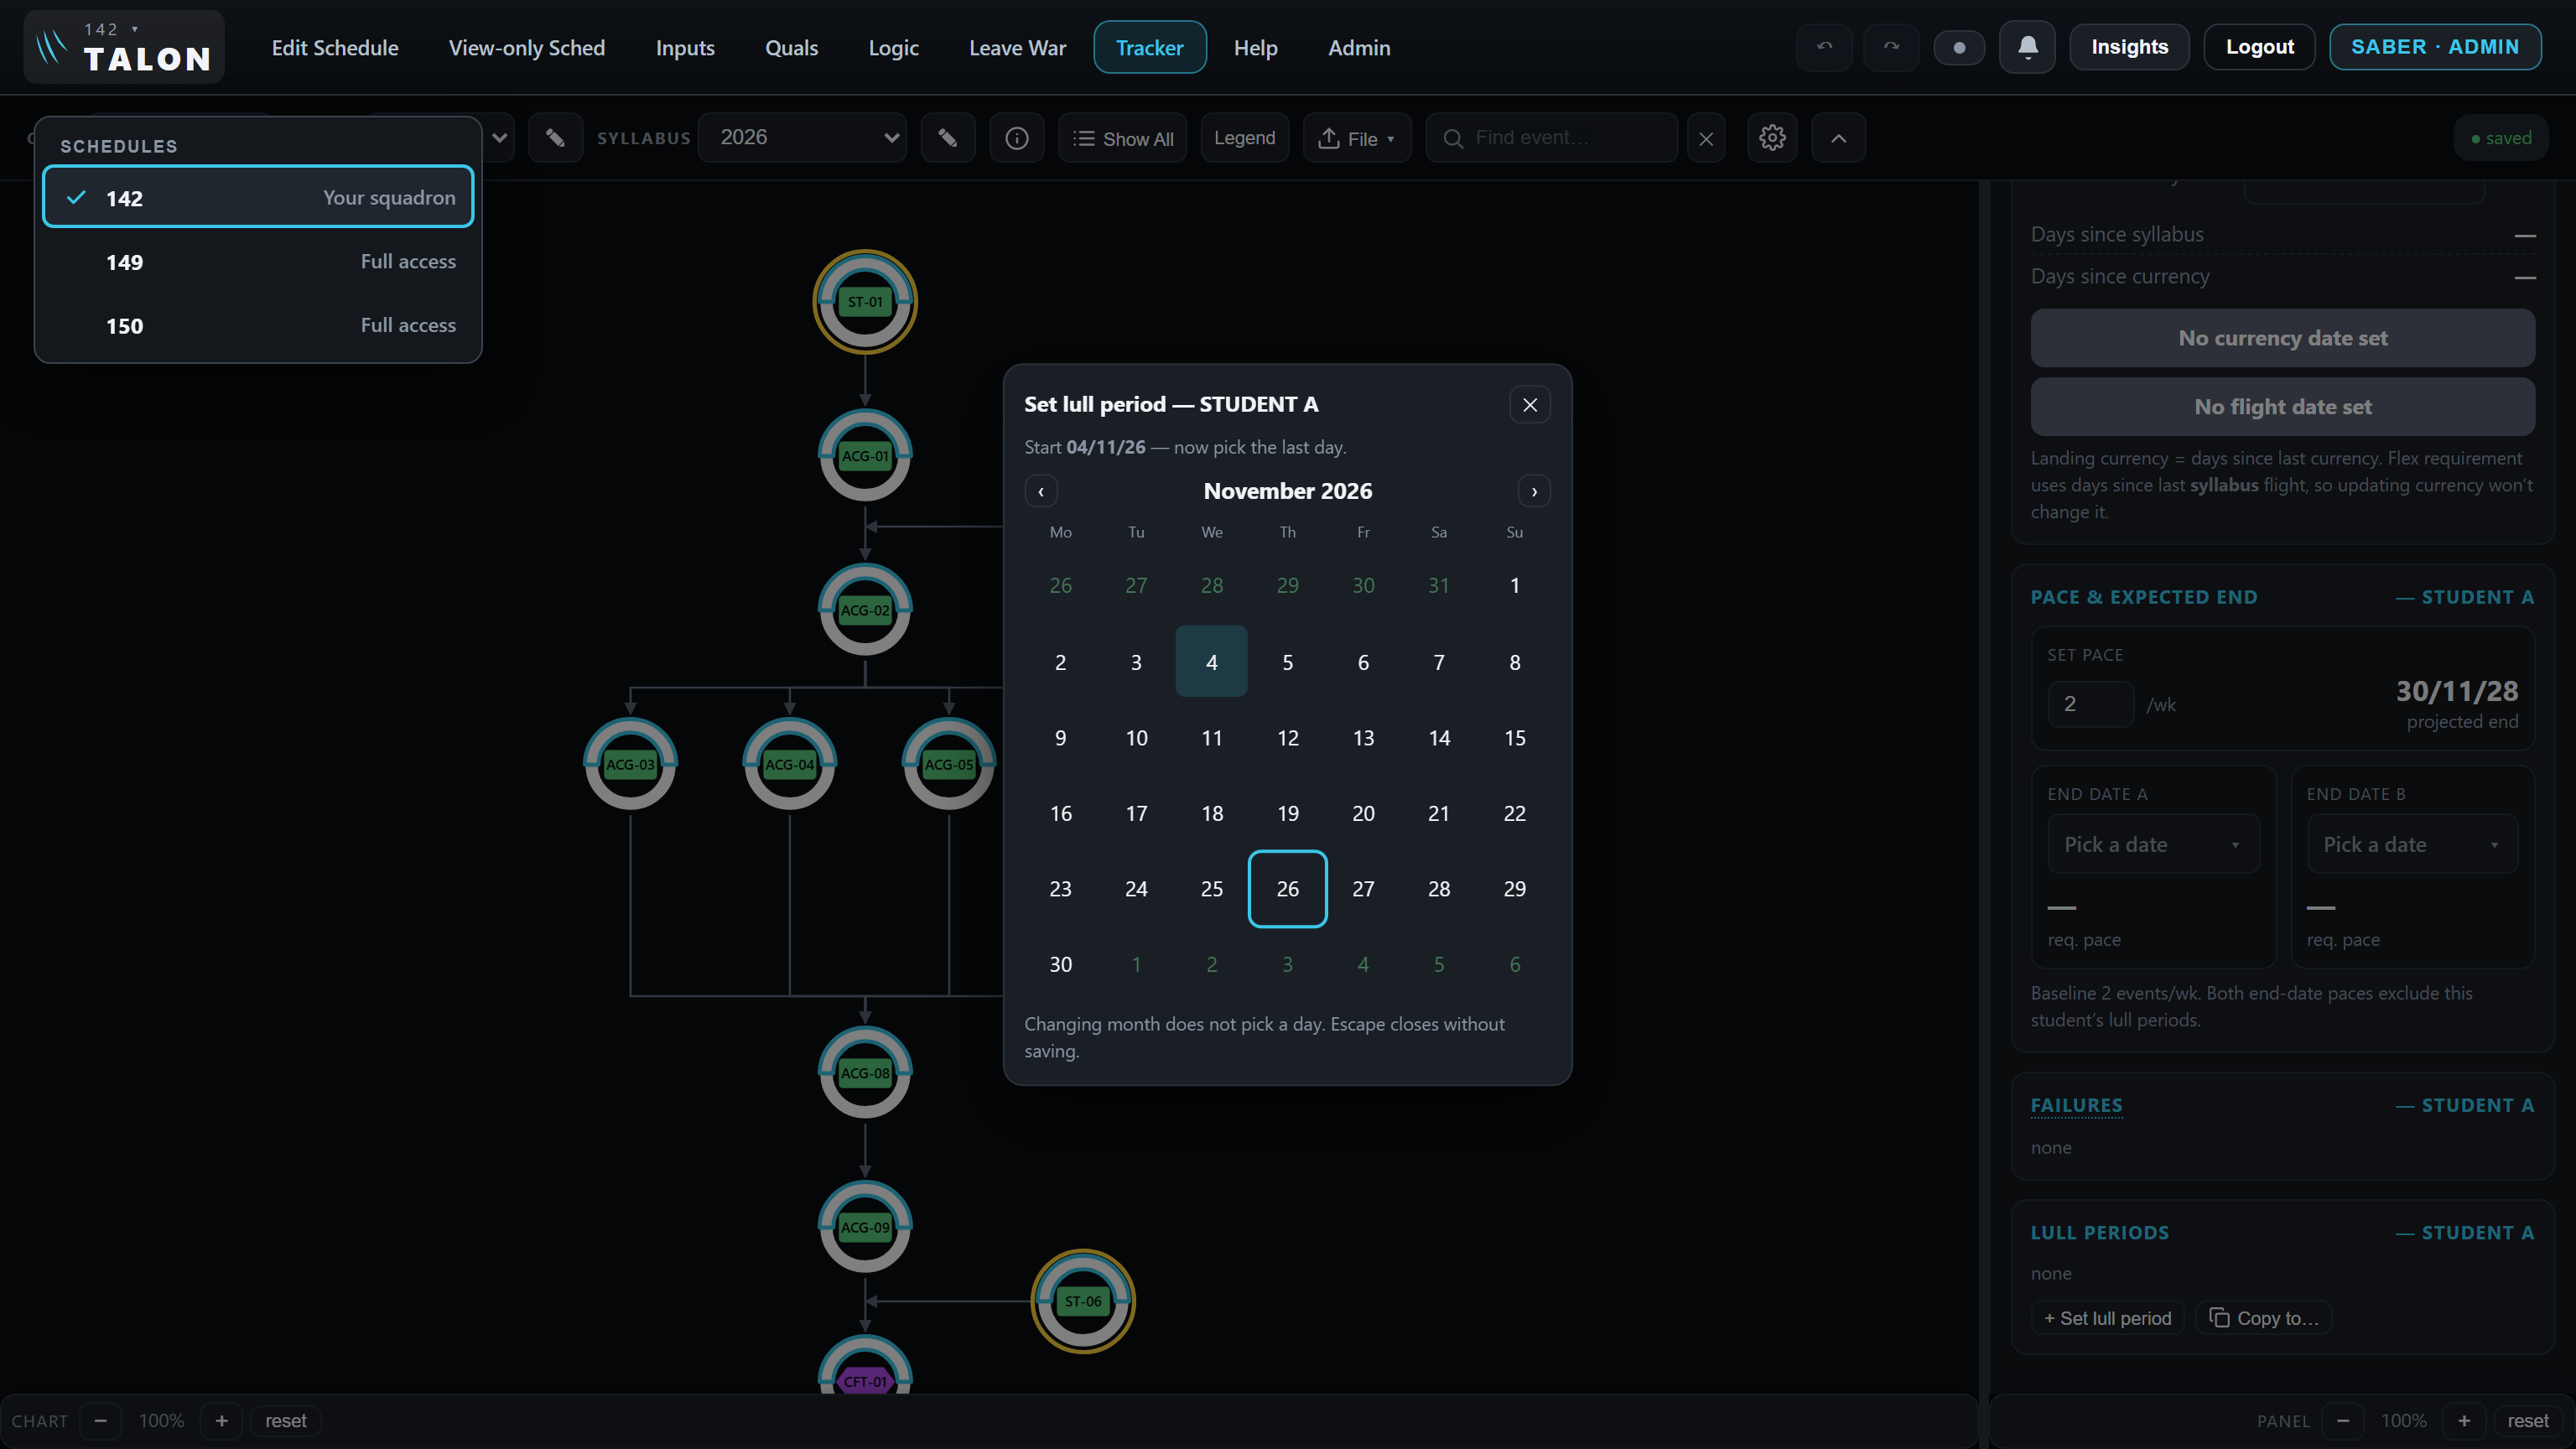 142 ▾
TALON
Edit Schedule
View-only Sched
Inputs
Quals
Logic
Leave War
Tracker
Help
Admin
Insights
Logout
SABER · ADMIN
SCHEDULES
142 Your squadron
149 Full access
150 Full access
SYLLABUS
2026
Show All
Legend
File ▾
Find event…
saved
ST-01
ACG-01
ACG-02
ACG-03
ACG-04
ACG-05
ACG-08
ACG-09
ST-06
CFT-01
Set lull period — STUDENT A
Start 04/11/26 — now pick the last day.
‹ November 2026 ›
Mo Tu We Th Fr Sa Su
26 27 28 29 30 31 1
2 3 4 5 6 7 8
9 10 11 12 13 14 15
16 17 18 19 20 21 22
23 24 25 26 27 28 29
30 1 2 3 4 5 6
Changing month does not pick a day. Escape closes without
saving.
Days since syllabus —
Days since currency —
No currency date set
No flight date set
Landing currency = days since last currency. Flex requirement
uses days since last syllabus flight, so updating currency won't
change it.
PACE & EXPECTED END — STUDENT A
SET PACE
2 /wk
30/11/28
projected end
END DATE A
Pick a date ▾
—
req. pace
END DATE B
Pick a date ▾
—
req. pace
Baseline 2 events/wk. Both end-date paces exclude this
student's lull periods.
FAILURES — STUDENT A
none
LULL PERIODS — STUDENT A
none
+ Set lull period
Copy to…
CHART − 100% + reset
PANEL − 100% + reset